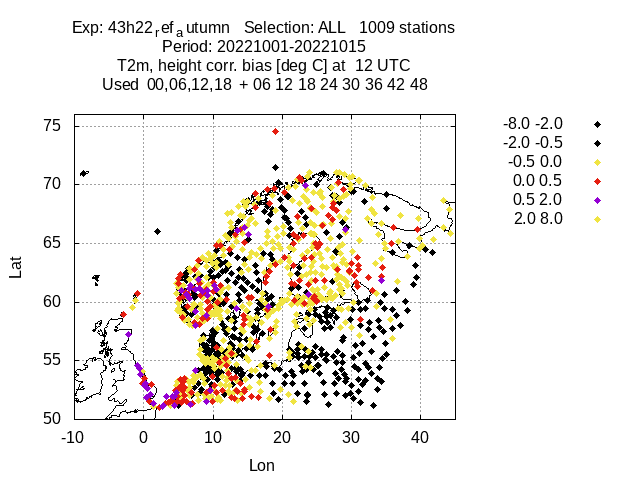 Exp: 43h22ref_autumn   Selection: ALL   1009 stations
Period: 20221001-20221015
T2m, height corr. bias [deg C] at  12 UTC
Used  00,06,12,18  + 06 12 18 24 30 36 42 48
-8.0 -2.0
-2.0 -0.5
-0.5 0.0
0.0 0.5
0.5 2.0
2.0 8.0
75
70
65
60
55
50
Lat
-10 0 10 20 30 40
Lon